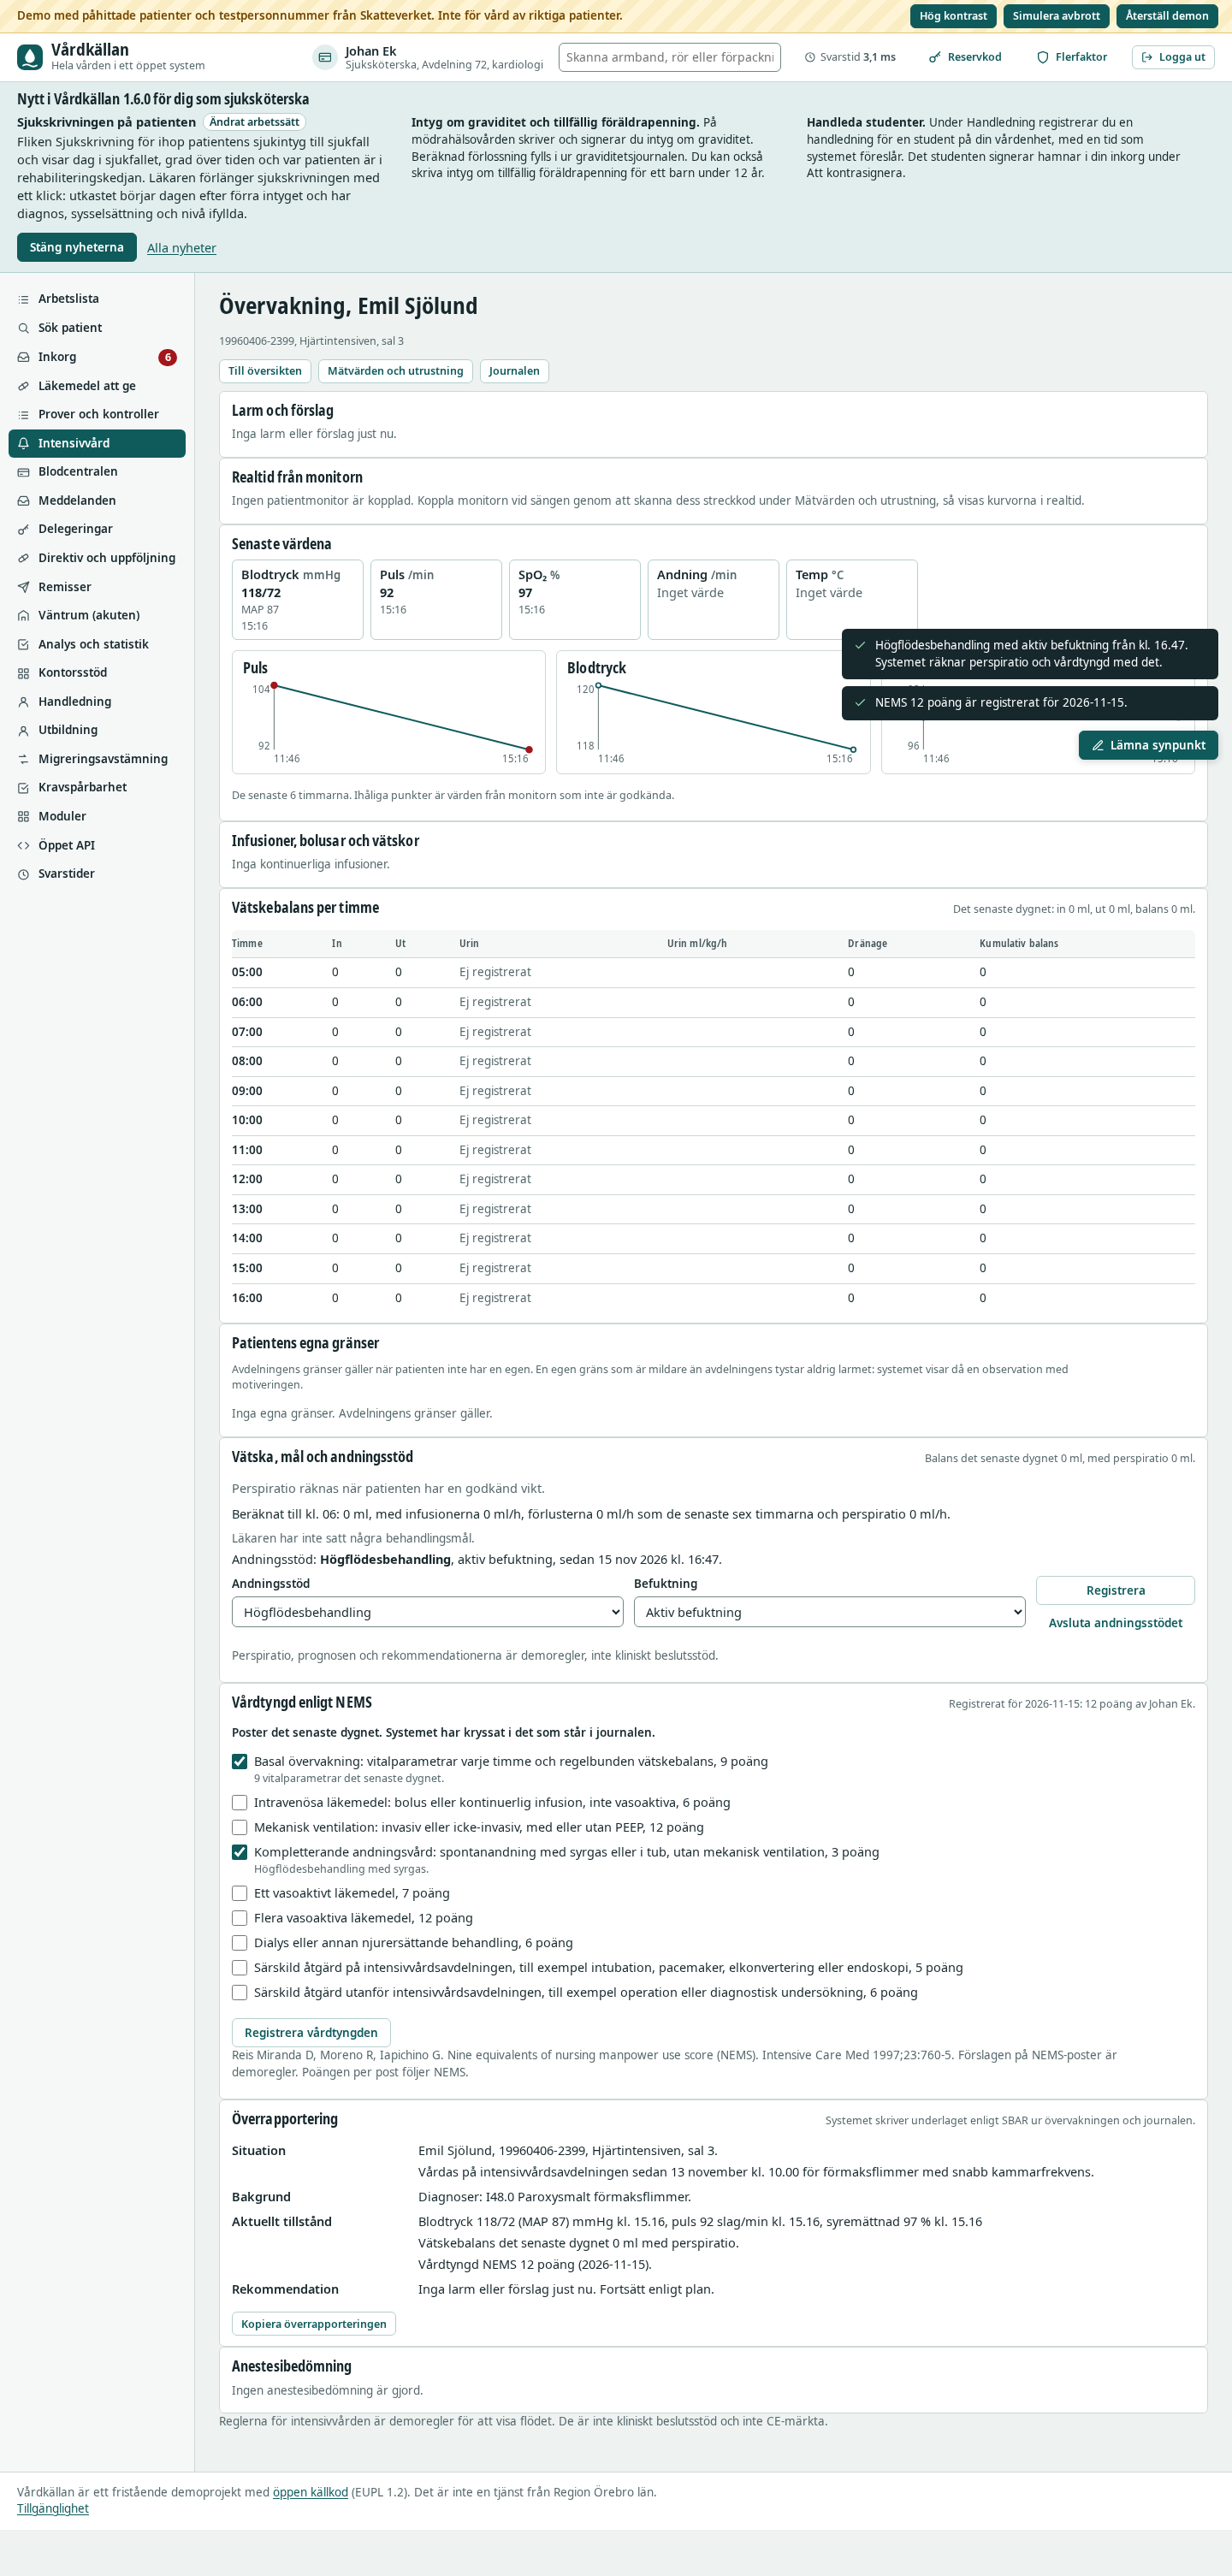 Demo med påhittade patienter och testpersonnummer från Skatteverket. Inte för vård av riktiga patienter.
Hög kontrast
Simulera avbrott
Återställ demon
Vårdkällan
Hela vården i ett öppet system
Johan Ek
Sjuksköterska, Avdelning 72, kardiologi
Skanna armband, rör eller förpackni
Svarstid 3,1 ms
Reservkod
Flerfaktor
Logga ut
Nytt i Vårdkällan 1.6.0 för dig som sjuksköterska
Sjukskrivningen på patienten Ändrat arbetssätt
Fliken Sjukskrivning för ihop patientens sjukintyg till sjukfall
och visar dag i sjukfallet, grad över tiden och var patienten är i
rehabiliteringskedjan. Läkaren förlänger sjukskrivningen med
ett klick: utkastet börjar dagen efter förra intyget och har
diagnos, sysselsättning och nivå ifyllda.
Intyg om graviditet och tillfällig föräldrapenning. På
mödrahälsovården skriver och signerar du intyg om graviditet.
Beräknad förlossning fylls i ur graviditetsjournalen. Du kan också
skriva intyg om tillfällig föräldrapenning för ett barn under 12 år.
Handleda studenter. Under Handledning registrerar du en
handledning för en student på din vårdenhet, med en tid som
systemet föreslår. Det studenten signerar hamnar i din inkorg under
Att kontrasignera.
Stäng nyheterna
Alla nyheter
Arbetslista
Sök patient
Inkorg 6
Läkemedel att ge
Prover och kontroller
Intensivvård
Blodcentralen
Meddelanden
Delegeringar
Direktiv och uppföljning
Remisser
Väntrum (akuten)
Analys och statistik
Kontorsstöd
Handledning
Utbildning
Migreringsavstämning
Kravspårbarhet
Moduler
Öppet API
Svarstider
Övervakning, Emil Sjölund
19960406-2399, Hjärtintensiven, sal 3
Till översikten
Mätvärden och utrustning
Journalen
Larm och förslag
Inga larm eller förslag just nu.
Realtid från monitorn
Ingen patientmonitor är kopplad. Koppla monitorn vid sängen genom att skanna dess streckkod under Mätvärden och utrustning, så visas kurvorna i realtid.
Senaste värdena
Blodtryck mmHg
118/72
MAP 87
15:16
Puls /min
92
15:16
SpO₂ %
97
15:16
Andning /min
Inget värde
Temp °C
Inget värde
Högflödesbehandling med aktiv befuktning från kl. 16.47.
Systemet räknar perspiratio och vårdtyngd med det.
NEMS 12 poäng är registrerat för 2026-11-15.
Lämna synpunkt
Puls
104
92
11:46
15:16
Blodtryck
120
118
11:46
15:16
96
11:46
De senaste 6 timmarna. Ihåliga punkter är värden från monitorn som inte är godkända.
Infusioner, bolusar och vätskor
Inga kontinuerliga infusioner.
Vätskebalans per timme
Det senaste dygnet: in 0 ml, ut 0 ml, balans 0 ml.
Timme In Ut Urin Urin ml/kg/h Dränage Kumulativ balans
05:00 0 0 Ej registrerat 0 0
06:00 0 0 Ej registrerat 0 0
07:00 0 0 Ej registrerat 0 0
08:00 0 0 Ej registrerat 0 0
09:00 0 0 Ej registrerat 0 0
10:00 0 0 Ej registrerat 0 0
11:00 0 0 Ej registrerat 0 0
12:00 0 0 Ej registrerat 0 0
13:00 0 0 Ej registrerat 0 0
14:00 0 0 Ej registrerat 0 0
15:00 0 0 Ej registrerat 0 0
16:00 0 0 Ej registrerat 0 0
Patientens egna gränser
Avdelningens gränser gäller när patienten inte har en egen. En egen gräns som är mildare än avdelningens tystar aldrig larmet: systemet visar då en observation med
motiveringen.
Inga egna gränser. Avdelningens gränser gäller.
Vätska, mål och andningsstöd
Balans det senaste dygnet 0 ml, med perspiratio 0 ml.
Perspiratio räknas när patienten har en godkänd vikt.
Beräknat till kl. 06: 0 ml, med infusionerna 0 ml/h, förlusterna 0 ml/h som de senaste sex timmarna och perspiratio 0 ml/h.
Läkaren har inte satt några behandlingsmål.
Andningsstöd: Högflödesbehandling, aktiv befuktning, sedan 15 nov 2026 kl. 16:47.
Andningsstöd
Högflödesbehandling
Befuktning
Aktiv befuktning
Registrera
Avsluta andningsstödet
Perspiratio, prognosen och rekommendationerna är demoregler, inte kliniskt beslutsstöd.
Vårdtyngd enligt NEMS
Registrerat för 2026-11-15: 12 poäng av Johan Ek.
Poster det senaste dygnet. Systemet har kryssat i det som står i journalen.
Basal övervakning: vitalparametrar varje timme och regelbunden vätskebalans, 9 poäng
9 vitalparametrar det senaste dygnet.
Intravenösa läkemedel: bolus eller kontinuerlig infusion, inte vasoaktiva, 6 poäng
Mekanisk ventilation: invasiv eller icke-invasiv, med eller utan PEEP, 12 poäng
Kompletterande andningsvård: spontanandning med syrgas eller i tub, utan mekanisk ventilation, 3 poäng
Högflödesbehandling med syrgas.
Ett vasoaktivt läkemedel, 7 poäng
Flera vasoaktiva läkemedel, 12 poäng
Dialys eller annan njurersättande behandling, 6 poäng
Särskild åtgärd på intensivvårdsavdelningen, till exempel intubation, pacemaker, elkonvertering eller endoskopi, 5 poäng
Särskild åtgärd utanför intensivvårdsavdelningen, till exempel operation eller diagnostisk undersökning, 6 poäng
Registrera vårdtyngden
Reis Miranda D, Moreno R, Iapichino G. Nine equivalents of nursing manpower use score (NEMS). Intensive Care Med 1997;23:760-5. Förslagen på NEMS-poster är
demoregler. Poängen per post följer NEMS.
Överrapportering
Systemet skriver underlaget enligt SBAR ur övervakningen och journalen.
Situation
Emil Sjölund, 19960406-2399, Hjärtintensiven, sal 3.
Vårdas på intensivvårdsavdelningen sedan 13 november kl. 10.00 för förmaksflimmer med snabb kammarfrekvens.
Bakgrund
Diagnoser: I48.0 Paroxysmalt förmaksflimmer.
Aktuellt tillstånd
Blodtryck 118/72 (MAP 87) mmHg kl. 15.16, puls 92 slag/min kl. 15.16, syremättnad 97 % kl. 15.16
Vätskebalans det senaste dygnet 0 ml med perspiratio.
Vårdtyngd NEMS 12 poäng (2026-11-15).
Rekommendation
Inga larm eller förslag just nu. Fortsätt enligt plan.
Kopiera överrapporteringen
Anestesibedömning
Ingen anestesibedömning är gjord.
Reglerna för intensivvården är demoregler för att visa flödet. De är inte kliniskt beslutsstöd och inte CE-märkta.
Vårdkällan är ett fristående demoprojekt med öppen källkod (EUPL 1.2). Det är inte en tjänst från Region Örebro län.
Tillgänglighet